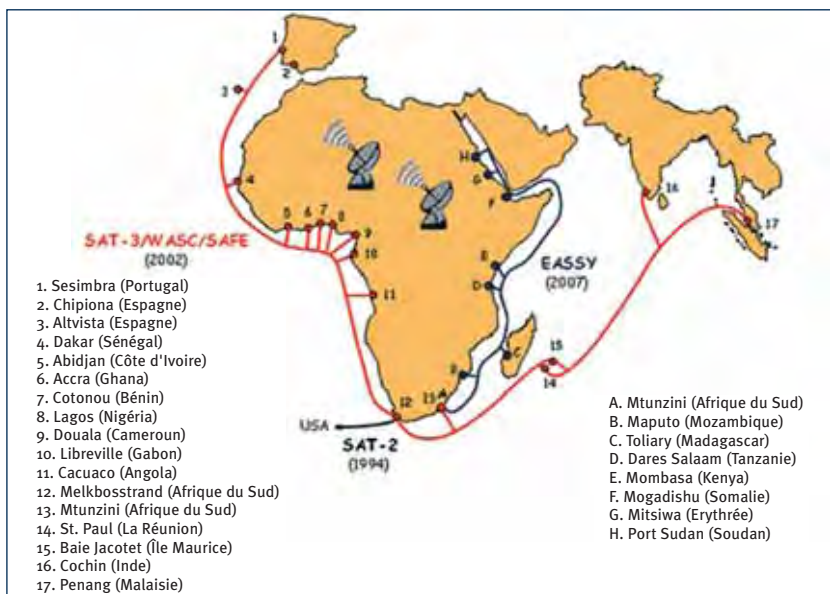 1
2
3
4
5
6
7
8
9
10
11
12
13
14
15
16
17
H
G
F
E
D
C
B
A
SAT-3/WASC/SAFE
(2002)
EASSY
(2007)
USA
SAT-2
(1994)
1. Sesimbra (Portugal)
2. Chipiona (Espagne)
3. Altvista (Espagne)
4. Dakar (Sénégal)
5. Abidjan (Côte d'Ivoire)
6. Accra (Ghana)
7. Cotonou (Bénin)
8. Lagos (Nigéria)
9. Douala (Cameroun)
10. Libreville (Gabon)
11. Cacuaco (Angola)
12. Melkbosstrand (Afrique du Sud)
13. Mtunzini (Afrique du Sud)
14. St. Paul (La Réunion)
15. Baie Jacotet (Île Maurice)
16. Cochin (Inde)
17. Penang (Malaisie)
A. Mtunzini (Afrique du Sud)
B. Maputo (Mozambique)
C. Toliary (Madagascar)
D. Dares Salaam (Tanzanie)
E. Mombasa (Kenya)
F. Mogadishu (Somalie)
G. Mitsiwa (Erythrée)
H. Port Sudan (Soudan)